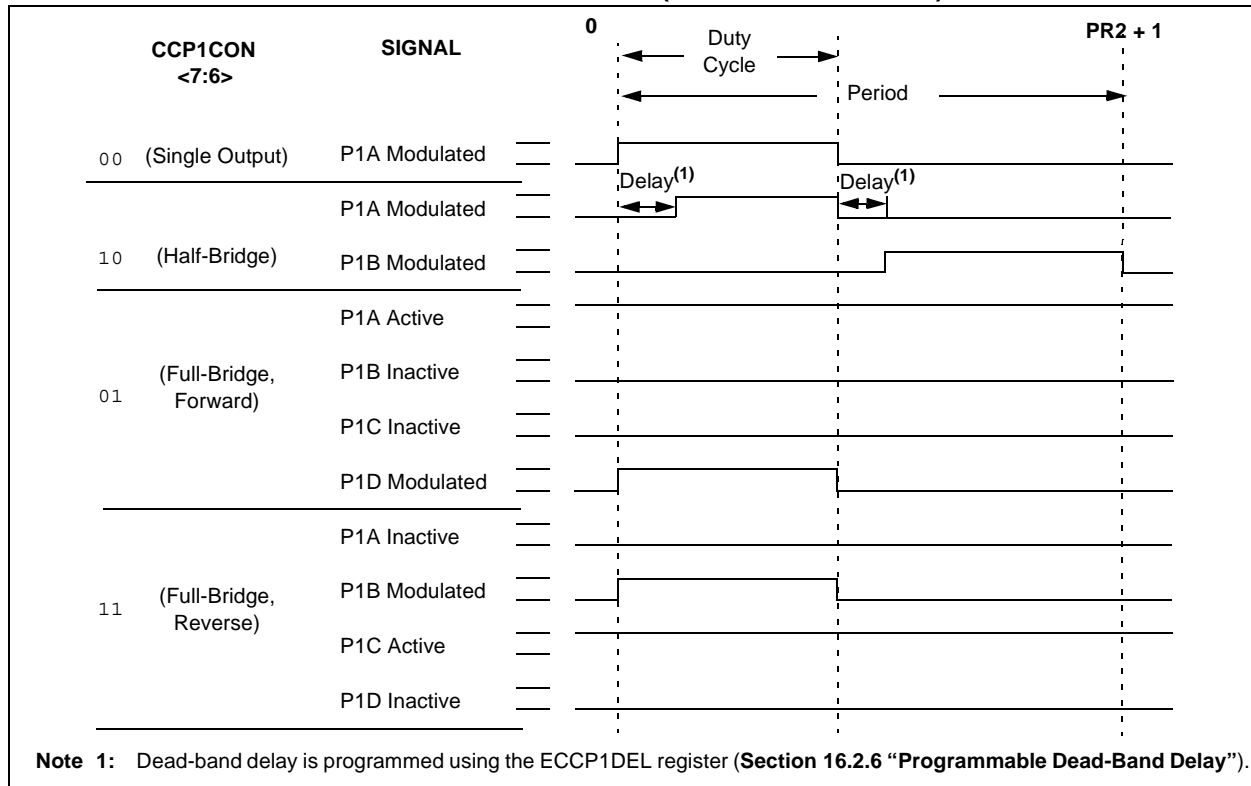 0
PR2 + 1
CCP1CON
<7:6>
SIGNAL
Duty
Cycle
Period
00 (Single Output) P1A Modulated
Delay(1) Delay(1)
P1A Modulated
10 (Half-Bridge) P1B Modulated
P1A Active
01 (Full-Bridge,
Forward)
P1B Inactive
P1C Inactive
P1D Modulated
P1A Inactive
11 (Full-Bridge,
Reverse)
P1B Modulated
P1C Active
P1D Inactive
Note 1: Dead-band delay is programmed using the ECCP1DEL register (Section 16.2.6 “Programmable Dead-Band Delay”).